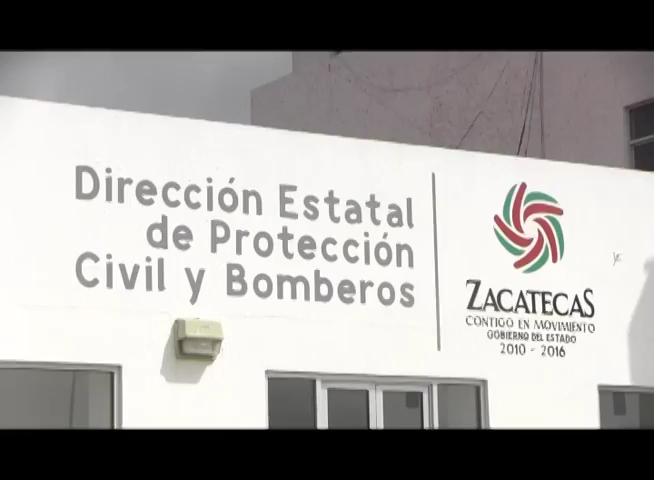 Dirección Estatal
de Protección
Civil y Bomberos
ZACATECAS
CONTIGO EN MOVIMIENTO
GOBIERNO DEL ESTADO
2010 - 2016